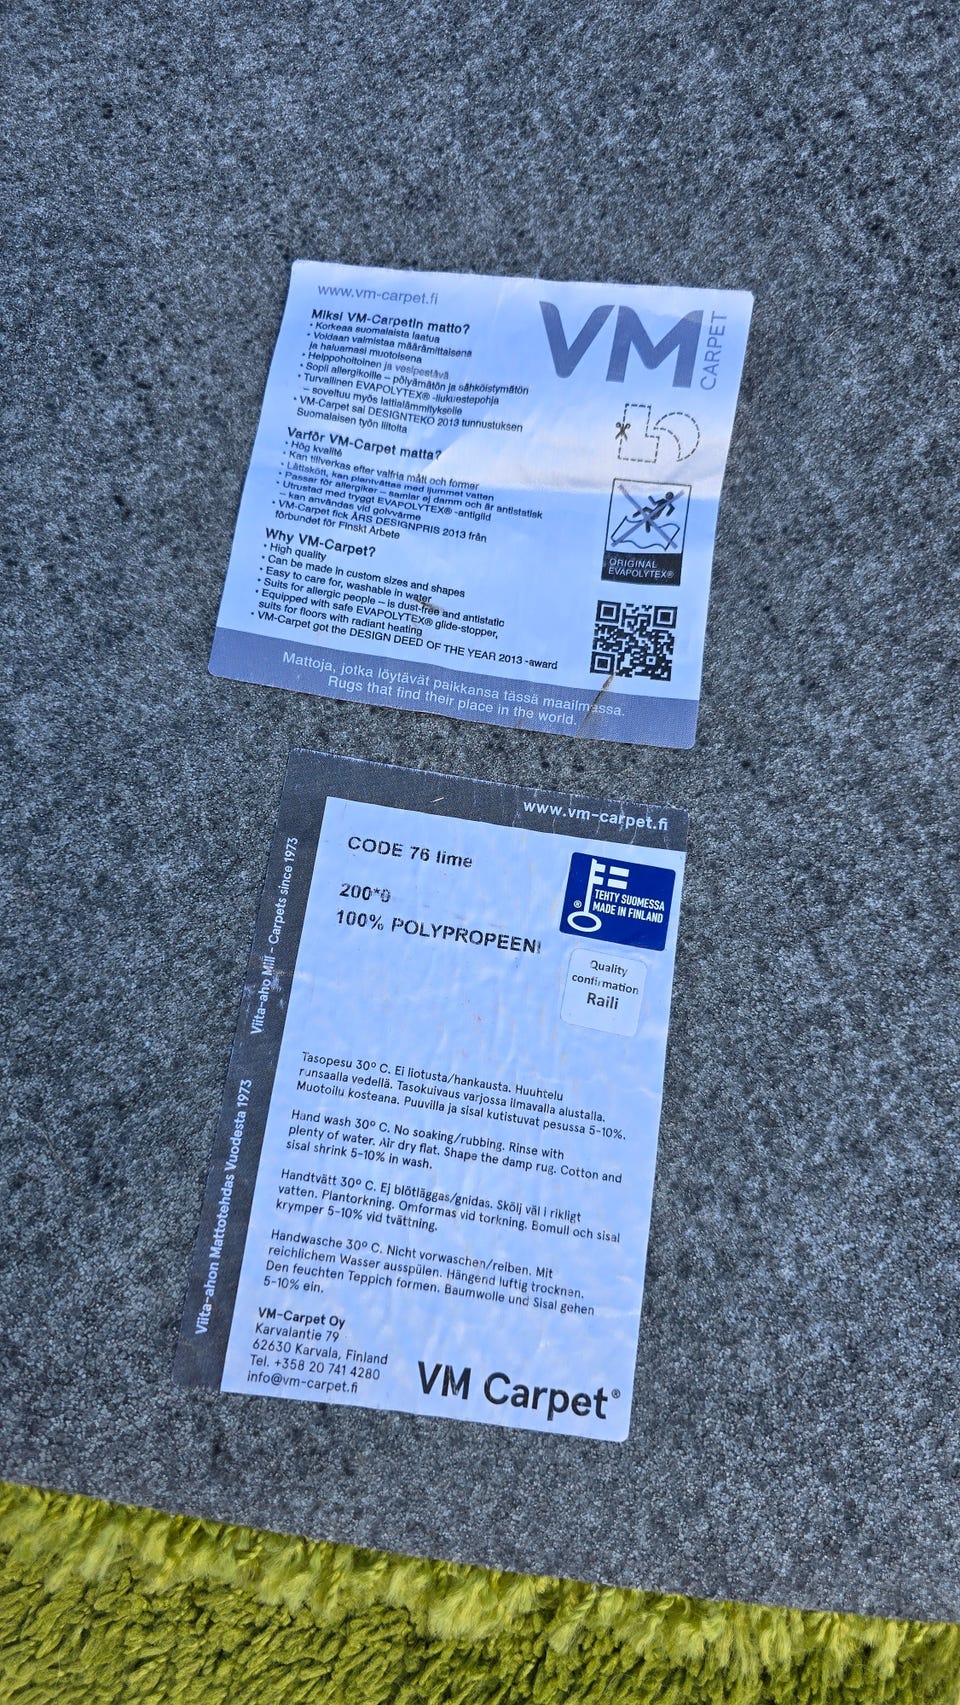 www.vm-carpet.fi
VM
CARPET
Miksi VM-Carpetin matto?
• Korkeaa suomalaista laatua
• Voidaan valmistaa määrämittaisena
ja haluamasi muotoisena
• Helppohoitoinen ja vesipestävä
• Sopii allergikoille – pölyämätön ja sähköistymätön
• Turvallinen EVAPOLYTEX® -liukuestepohja
– soveltuu myös lattialämmitykselle
• VM-Carpet sai DESIGNTEKO 2013 tunnustuksen
Suomalaisen työn liitolta
Varför VM-Carpet matta?
• Hög kvalité
• Kan tillverkas efter valfria mått och former
• Lättskött, kan plantvättas med ljummet vatten
• Passar för allergiker – samlar ej damm och är antistatisk
• Utrustad med tryggt EVAPOLYTEX® -antiglid
– kan användas vid golvvärme
• VM-Carpet fick ÅRS DESIGNPRIS 2013 från
förbundet för Finskt Arbete
Why VM-Carpet?
• High quality
• Can be made in custom sizes and shapes
• Easy to care for, washable in water
• Suits for allergic people – is dust-free and antistatic
• Equipped with safe EVAPOLYTEX® glide-stopper,
suits for floors with radiant heating
• VM-Carpet got the DESIGN DEED OF THE YEAR 2013 -award
ORIGINAL
EVAPOLYTEX®
Mattoja, jotka löytävät paikkansa tässä maailmassa.
Rugs that find their place in the world.
www.vm-carpet.fi
Viita-ahon Mattotehdas Vuodesta 1973
Viita-aho Mill - Carpets since 1973
CODE 76 lime
200*0
100% POLYPROPEENI
®
TEHTY SUOMESSA
MADE IN FINLAND
Quality
confirmation
Raili
Tasopesu 30º C. Ei liotusta/hankausta. Huuhtelu
runsaalla vedellä. Tasokuivaus varjossa ilmavalla alustalla.
Muotoilu kosteana. Puuvilla ja sisal kutistuvat pesussa 5-10%.
Hand wash 30º C. No soaking/rubbing. Rinse with
plenty of water. Air dry flat. Shape the damp rug. Cotton and
sisal shrink 5-10% in wash.
Handtvätt 30º C. Ej blötläggas/gnidas. Skölj väl i rikligt
vatten. Plantorkning. Omformas vid torkning. Bomull och sisal
krymper 5-10% vid tvättning.
Handwasche 30º C. Nicht vorwaschen/reiben. Mit
reichlichem Wasser ausspülen. Hängend luftig trocknen.
Den feuchten Teppich formen. Baumwolle und Sisal gehen
5-10% ein.
VM-Carpet Oy
Karvalantie 79
62630 Karvala, Finland
Tel. +358 20 741 4280
info@vm-carpet.fi
VM Carpet®